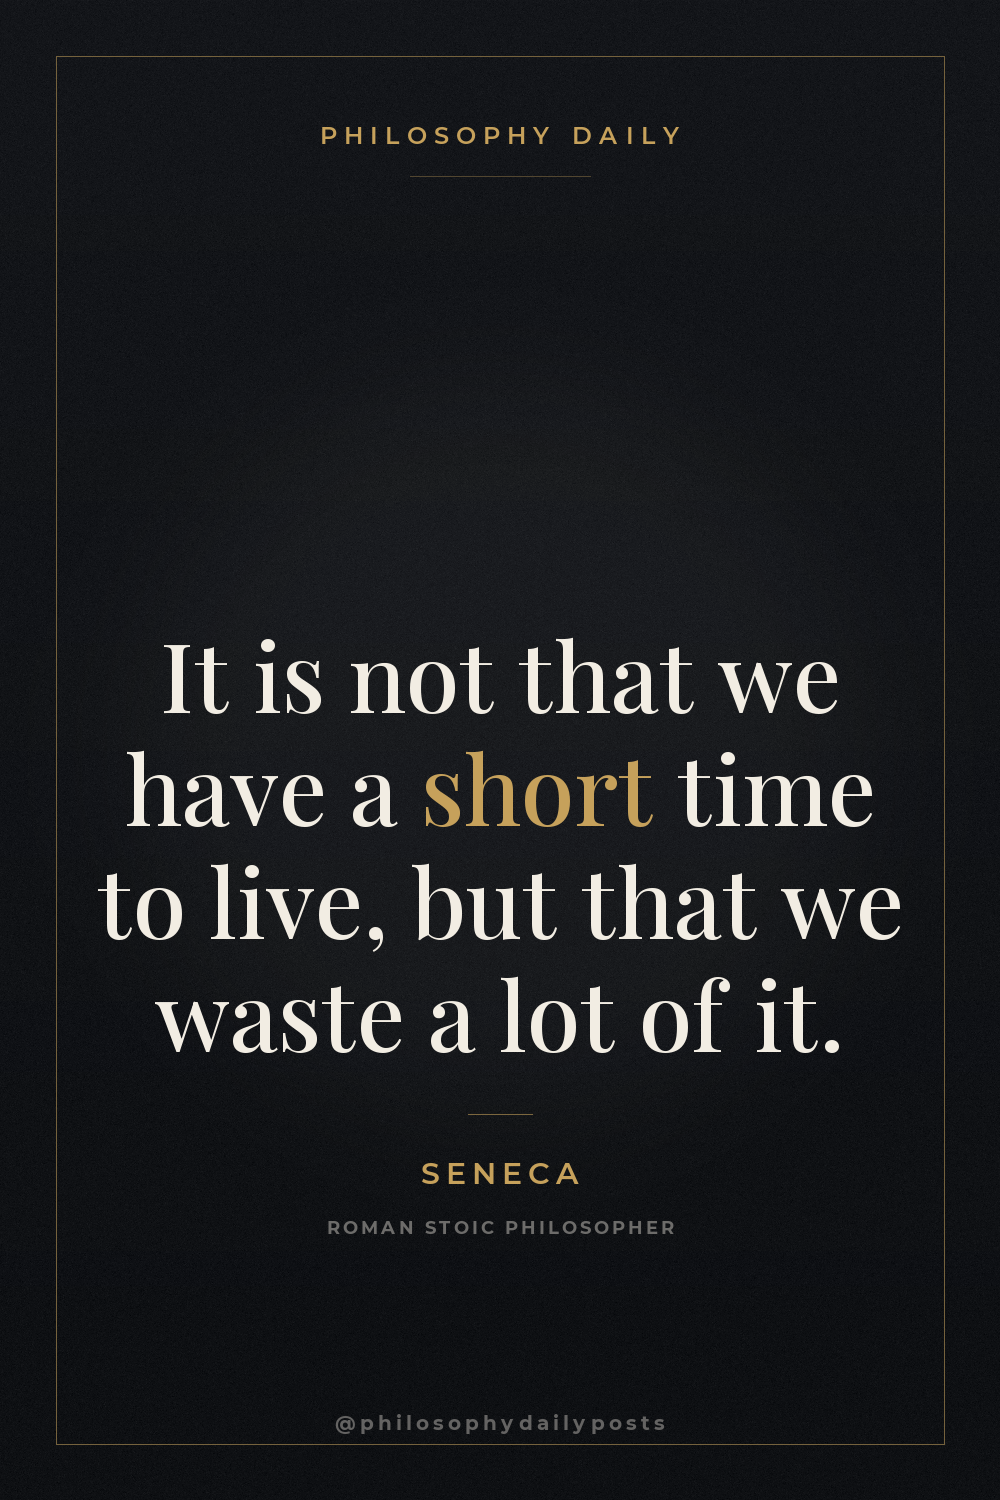 PHILOSOPHY DAILY
It is not that we
have a short time
to live, but that we
waste a lot of it.
SENECA
ROMAN STOIC PHILOSOPHER
@philosophydailyposts